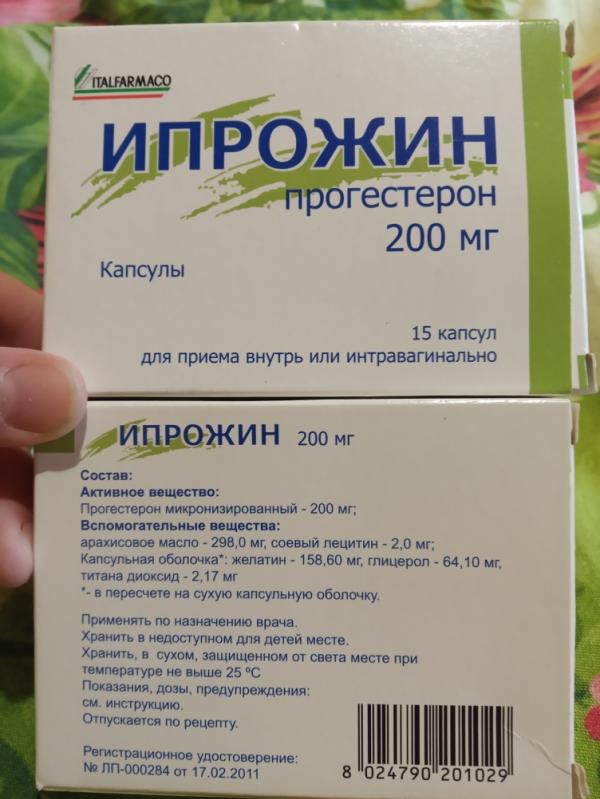 ITALFARMACO
ИПРОЖИН
прогестерон
200 мг
Капсулы
15 капсул
для приема внутрь или интравагинально
ИПРОЖИН 200 мг
Состав:
Активное вещество:
Прогестерон микронизированный - 200 мг;
Вспомогательные вещества:
арахисовое масло - 298,0 мг, соевый лецитин - 2,0 мг;
Капсульная оболочка*: желатин - 158,60 мг, глицерол - 64,10 мг,
титана диоксид - 2,17 мг
*- в пересчете на сухую капсульную оболочку.
Применять по назначению врача.
Хранить в недоступном для детей месте.
Хранить, в сухом, защищенном от света месте при
температуре не выше 25 ºС
Показания, дозы, предупреждения:
см. инструкцию.
Отпускается по рецепту.
Регистрационное удостоверение:
№ ЛП-000284 от 17.02.2011
8 024790 201029